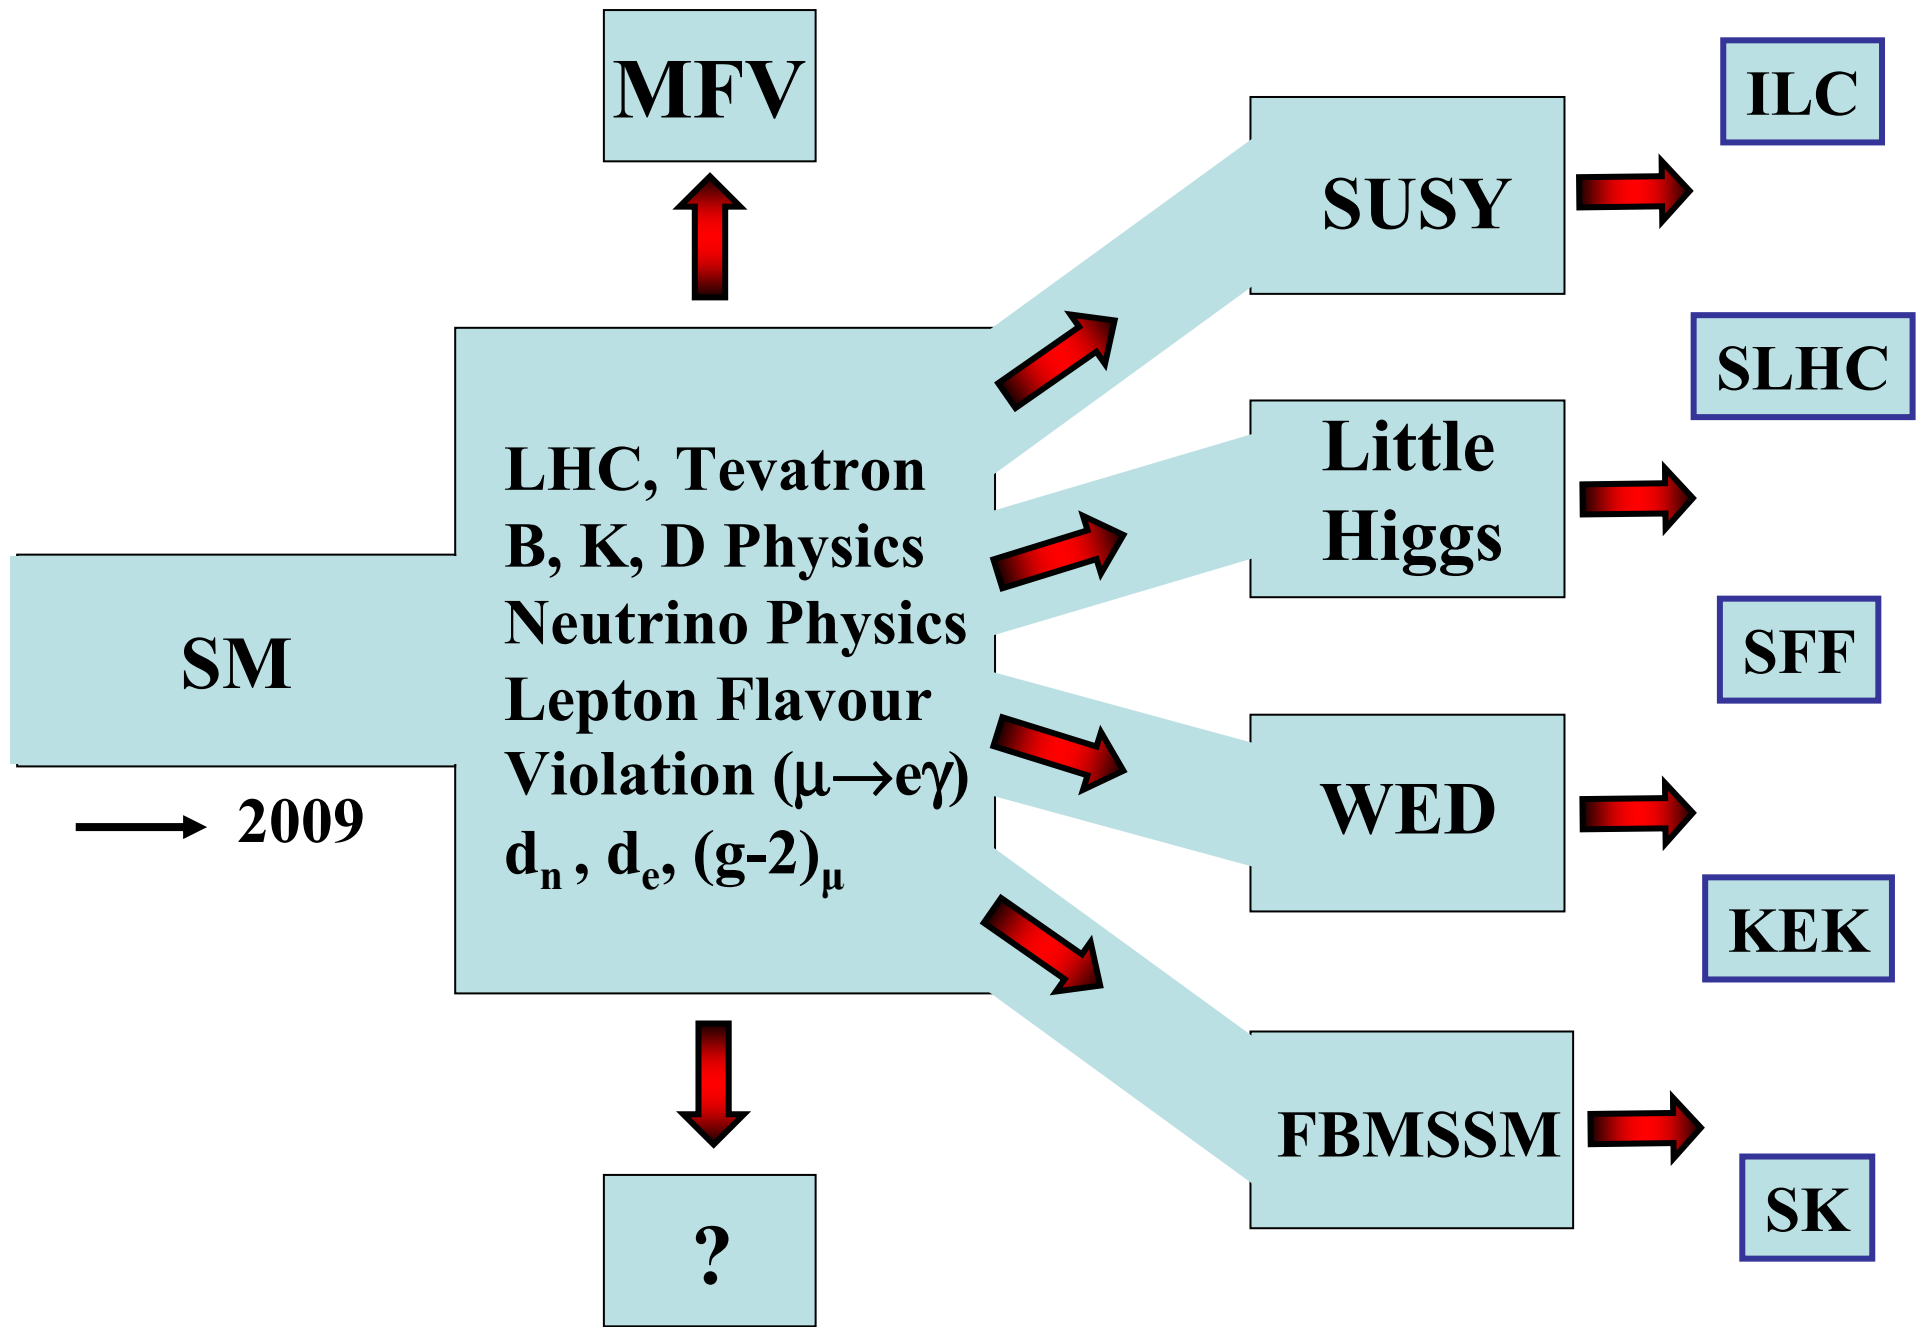 MFV
SM
2009
LHC, Tevatron
B, K, D Physics
Neutrino Physics
Lepton Flavour
Violation (μ→eγ)
dn , de, (g-2)μ
?
SUSY
Little
Higgs
WED
FBMSSM
ILC
SLHC
SFF
KEK
SK